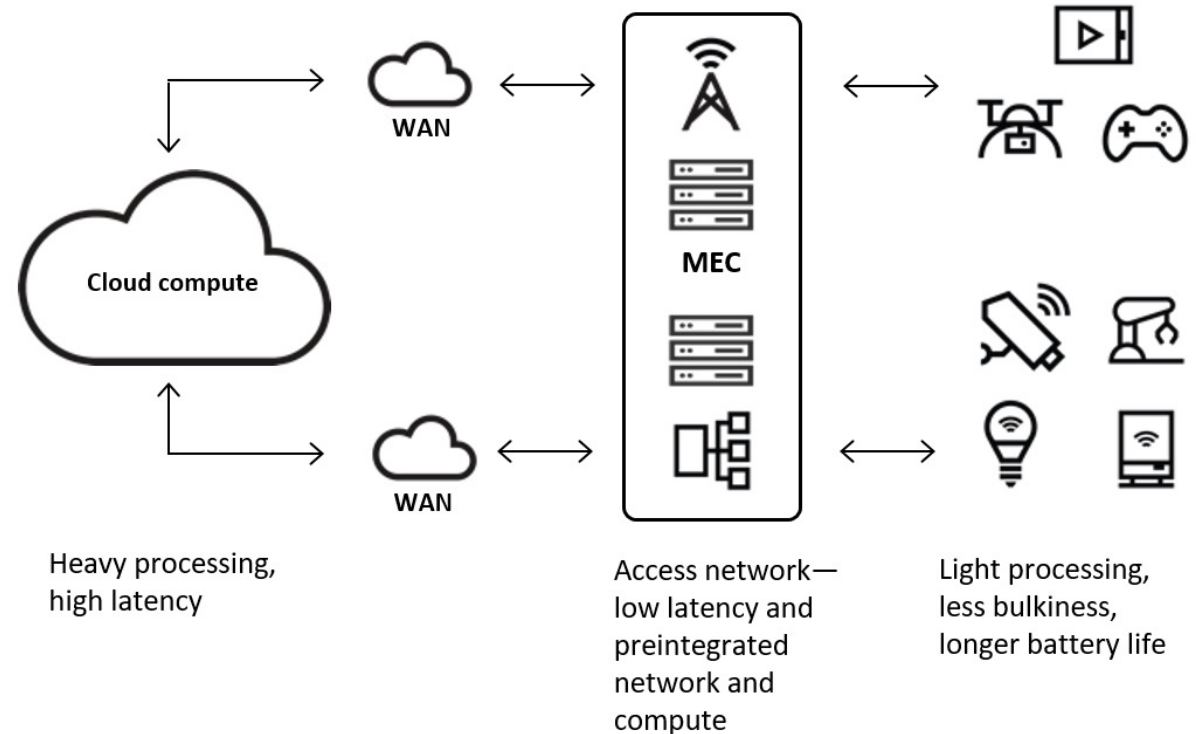 WAN
Cloud compute
MEC
WAN
Heavy processing,
high latency
Access network—
low latency and
preintegrated
network and
compute
Light processing,
less bulkiness,
longer battery life